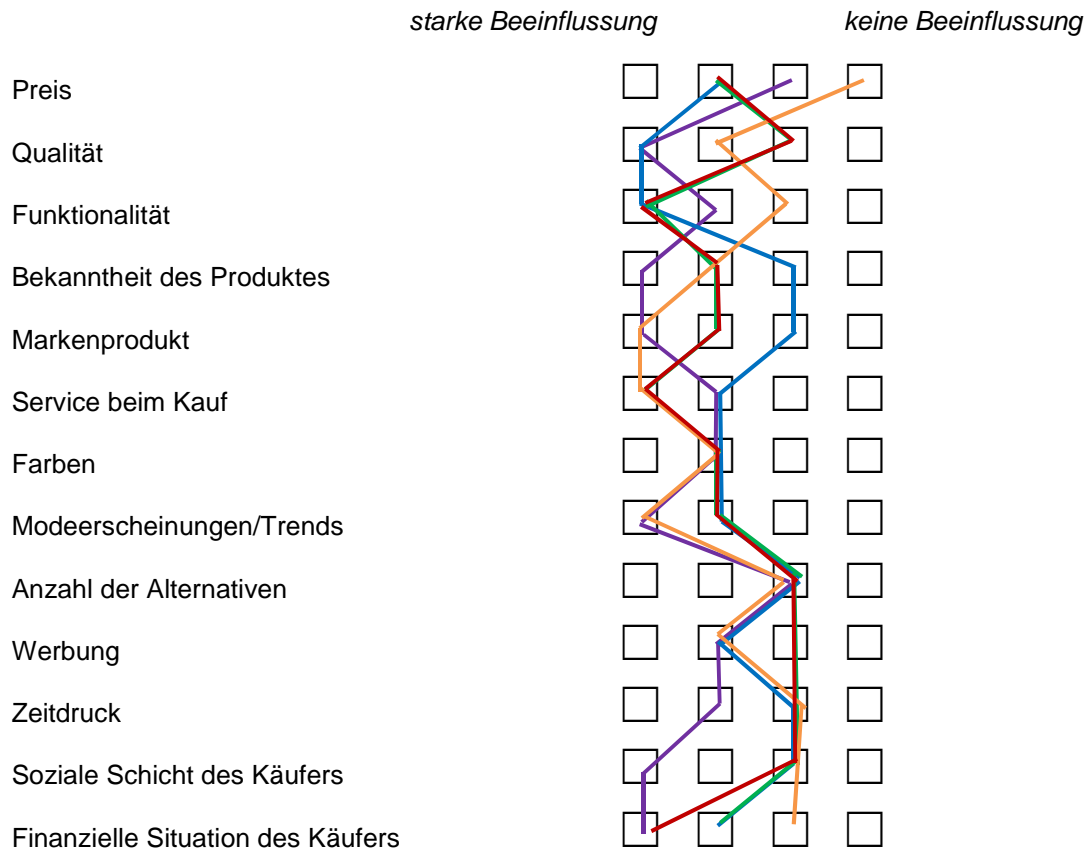 starke Beeinflussung keine Beeinflussung
Preis
Qualität
Funktionalität
Bekanntheit des Produktes
Markenprodukt
Service beim Kauf
Farben
Modeerscheinungen/Trends
Anzahl der Alternativen
Werbung
Zeitdruck
Soziale Schicht des Käufers
Finanzielle Situation des Käufers